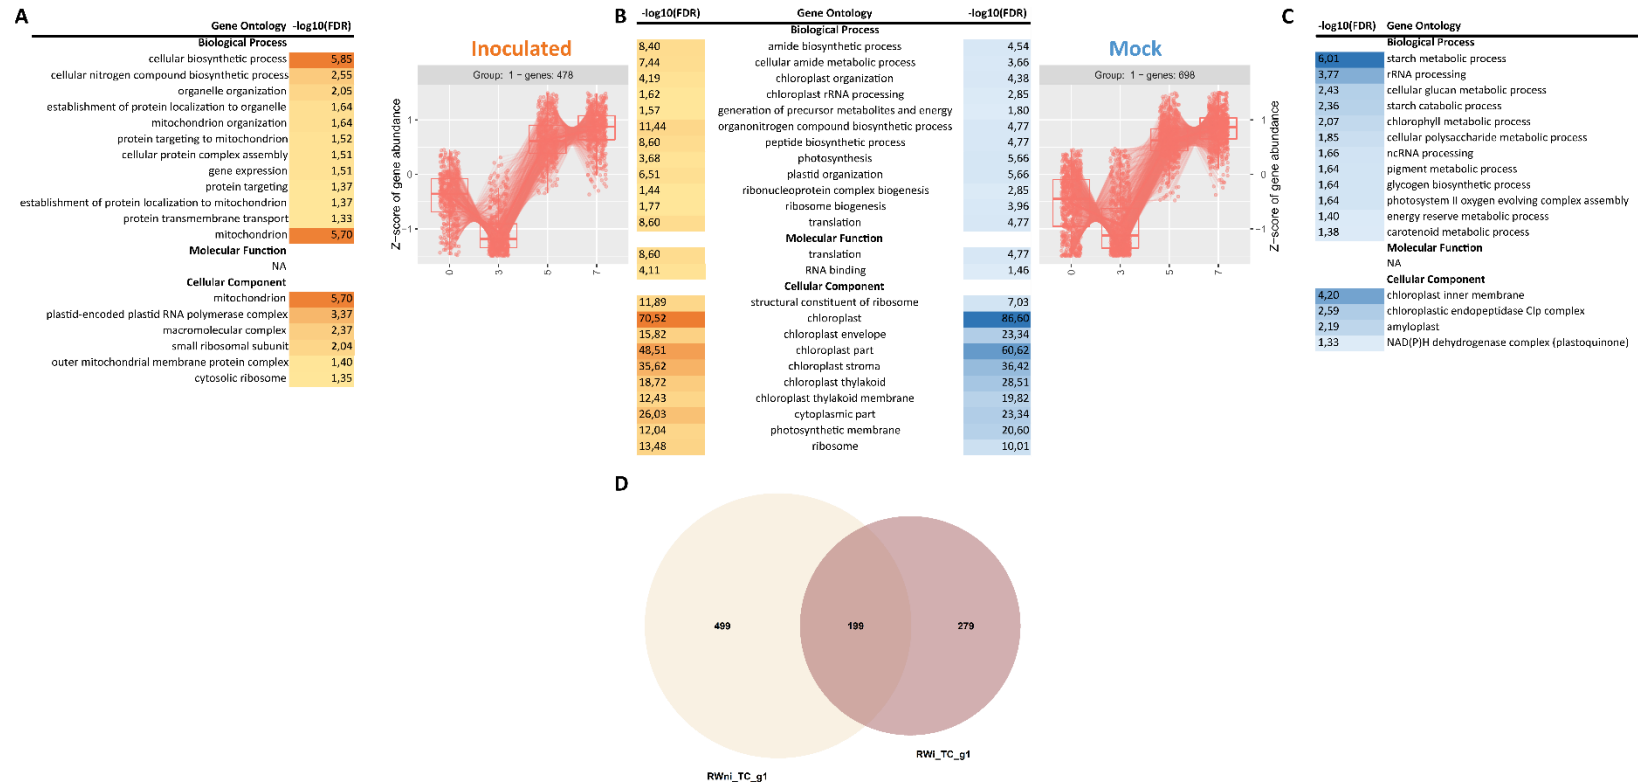 A
Gene Ontology -log10(FDR)
Biological Process
cellular biosynthetic process 5,85
cellular nitrogen compound biosynthetic process 2,55
organelle organization 2,05
establishment of protein localization to organelle 1,64
mitochondrion organization 1,64
protein targeting to mitochondrion 1,52
cellular protein complex assembly 1,51
gene expression 1,51
protein targeting 1,37
establishment of protein localization to mitochondrion 1,37
protein transmembrane transport 1,33
mitochondrion 5,70
Molecular Function
NA
Cellular Component
mitochondrion 5,70
plastid-encoded plastid RNA polymerase complex 3,37
macromolecular complex 2,37
small ribosomal subunit 2,04
outer mitochondrial membrane protein complex 1,40
cytosolic ribosome 1,35
Inoculated
Group: 1 − genes: 478
Z−score of gene abundance
1
0
−1
0 3 5 7
B
-log10(FDR) Gene Ontology -log10(FDR)
Biological Process
8,40 amide biosynthetic process 4,54
7,44 cellular amide metabolic process 3,66
4,19 chloroplast organization 4,38
1,62 chloroplast rRNA processing 2,85
1,57 generation of precursor metabolites and energy 1,80
11,44 organonitrogen compound biosynthetic process 4,77
8,60 peptide biosynthetic process 4,77
3,68 photosynthesis 5,66
6,51 plastid organization 5,66
1,44 ribonucleoprotein complex biogenesis 2,85
1,77 ribosome biogenesis 3,96
8,60 translation 4,77
Molecular Function
8,60 translation 4,77
4,11 RNA binding 1,46
Cellular Component
11,89 structural constituent of ribosome 7,03
70,52 chloroplast 86,60
15,82 chloroplast envelope 23,34
48,51 chloroplast part 60,62
35,62 chloroplast stroma 36,42
18,72 chloroplast thylakoid 28,51
12,43 chloroplast thylakoid membrane 19,82
26,03 cytoplasmic part 23,34
12,04 photosynthetic membrane 20,60
13,48 ribosome 10,01
Mock
Group: 1 − genes: 698
1
0
−1
Z−score of gene abundance
0 3 5 7
C
-log10(FDR) Gene Ontology
Biological Process
6,01 starch metabolic process
3,77 rRNA processing
2,43 cellular glucan metabolic process
2,36 starch catabolic process
2,07 chlorophyll metabolic process
1,85 cellular polysaccharide metabolic process
1,66 ncRNA processing
1,64 pigment metabolic process
1,64 glycogen biosynthetic process
1,64 photosystem II oxygen evolving complex assembly
1,40 energy reserve metabolic process
1,38 carotenoid metabolic process
Molecular Function
NA
Cellular Component
4,20 chloroplast inner membrane
2,59 chloroplastic endopeptidase Clp complex
2,19 amyloplast
1,33 NAD(P)H dehydrogenase complex (plastoquinone)
D
499 199 279
RWi_TC_g1
RWni_TC_g1